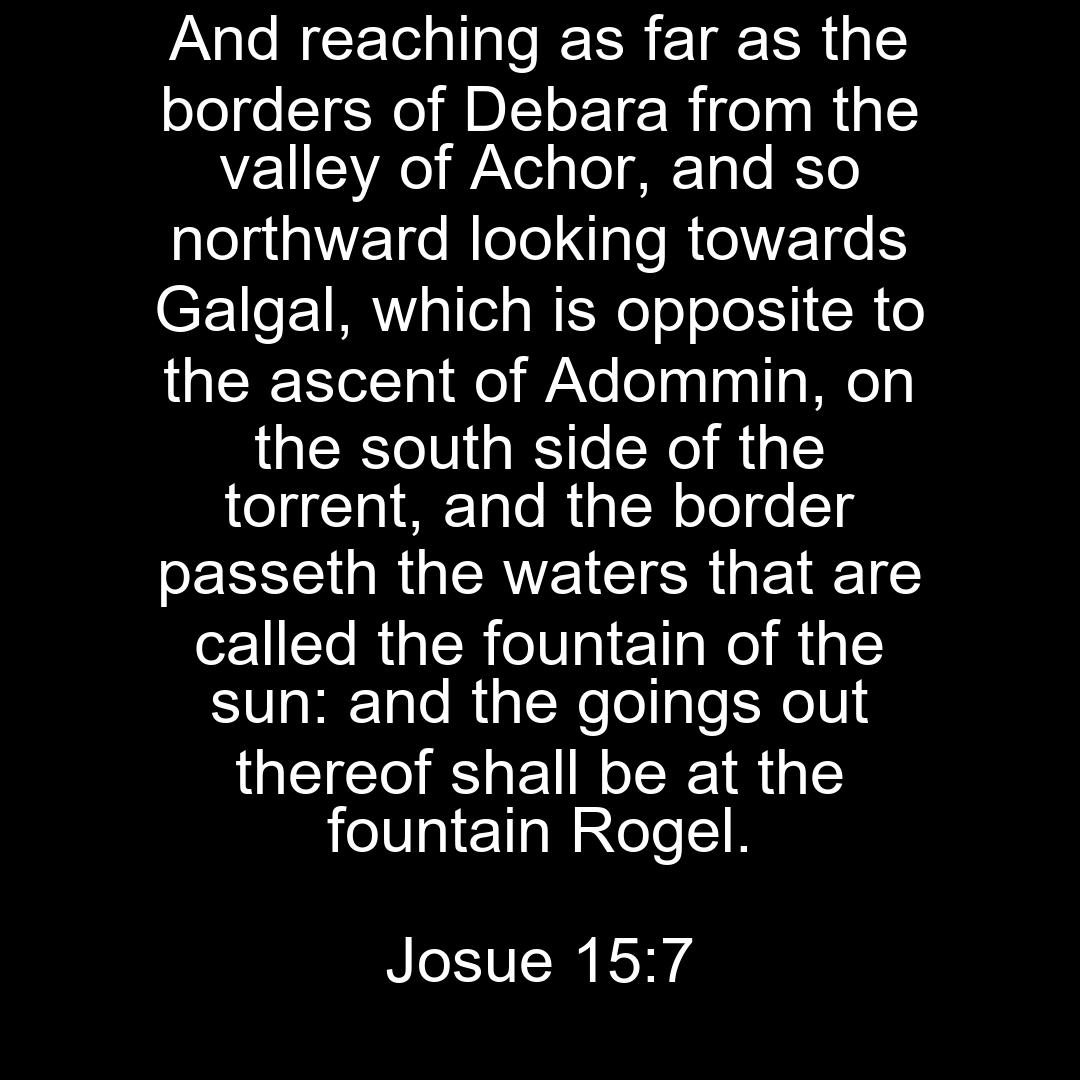 And reaching as far as the
borders of Debara from the
valley of Achor, and so
northward looking towards
Galgal, which is opposite to
the ascent of Adommin, on
the south side of the
torrent, and the border
passeth the waters that are
called the fountain of the
sun: and the goings out
thereof shall be at the
fountain Rogel.
Josue 15:7